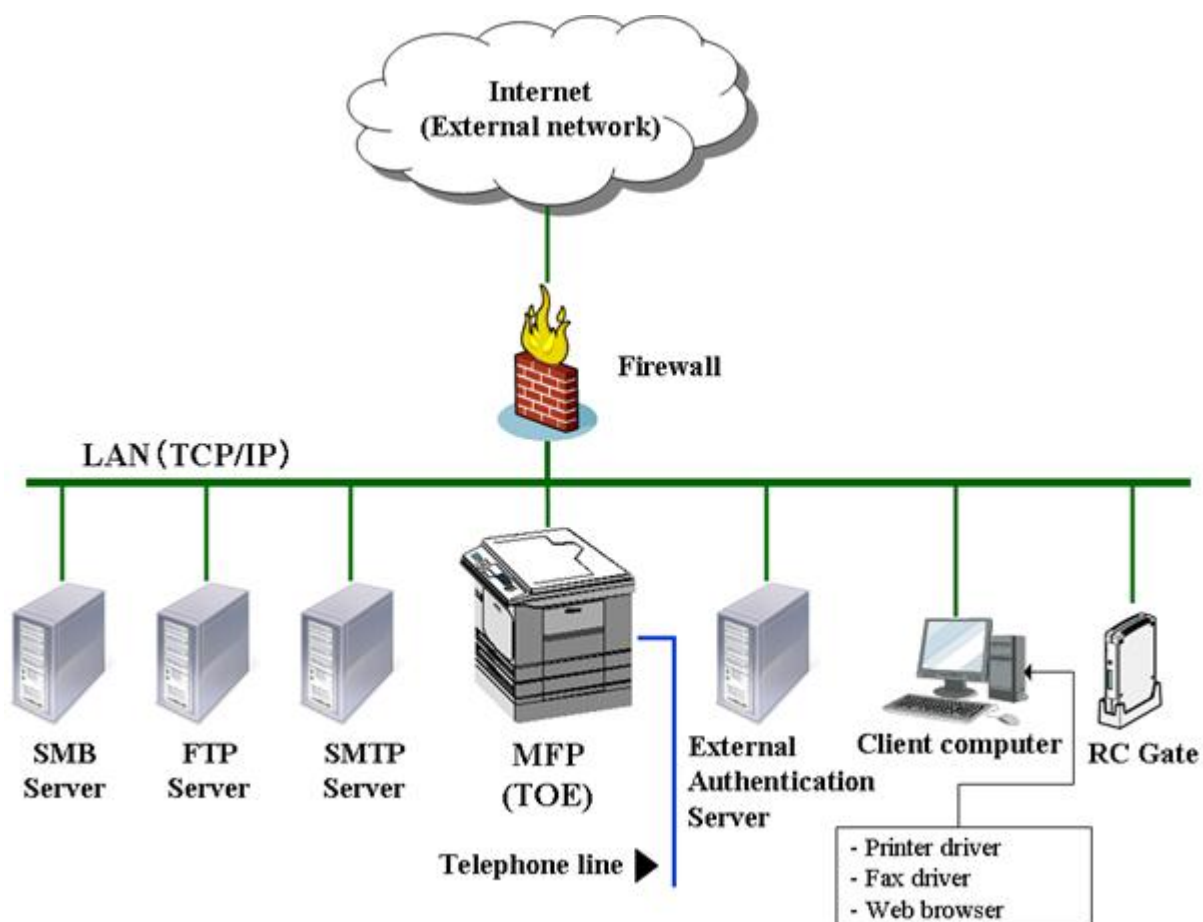 Internet
(External network)
Firewall
LAN（TCP/IP）
SMB
Server
FTP
Server
SMTP
Server
MFP
(TOE)
External
Authentication
Server
Client computer
RC Gate
Telephone line
- Printer driver
- Fax driver
- Web browser